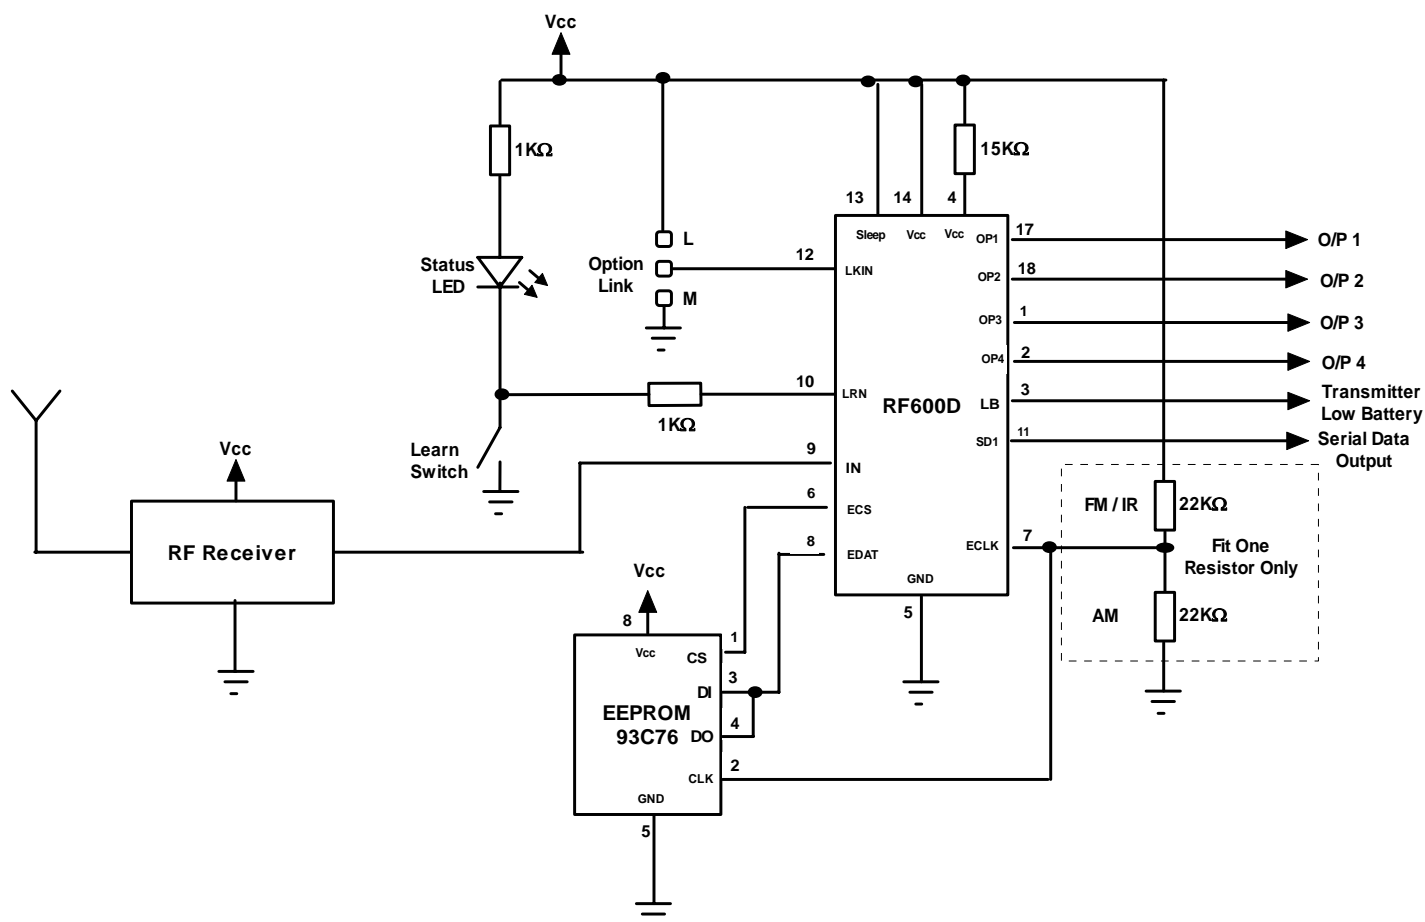 Vcc
1KΩ
15KΩ
13
14
4
Sleep
Vcc
Vcc
OP1
17
O/P 1
L
Status
LED
Option
Link
12
LKIN
OP2
18
O/P 2
M
OP3
1
O/P 3
OP4
2
O/P 4
10
LRN
RF600D
LB
3
Transmitter
Low Battery
1KΩ
SD1
11
Serial Data
Output
Learn
Switch
Vcc
9
IN
FM / IR
22KΩ
6
ECS
RF Receiver
8
EDAT
ECLK
7
Fit One
Resistor Only
GND
5
AM
22KΩ
Vcc
8
Vcc
1
CS
3
DI
EEPROM
93C76
4
DO
2
CLK
GND
5